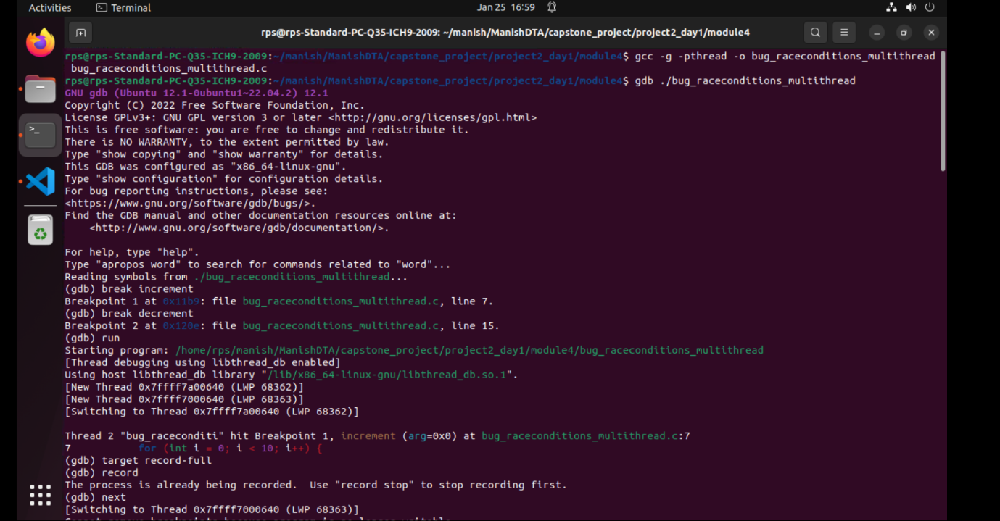 Activities Terminal Jan 25 16:59
rps@rps-Standard-PC-Q35-ICH9-2009: ~/manish/ManishDTA/capstone_project/project2_day1/module4
rps@rps-Standard-PC-Q35-ICH9-2009:~/manish/ManishDTA/capstone_project/project2_day1/module4$ gcc -g -pthread -o bug_raceconditions_multithread
bug_raceconditions_multithread.c
rps@rps-Standard-PC-Q35-ICH9-2009:~/manish/ManishDTA/capstone_project/project2_day1/module4$ gdb ./bug_raceconditions_multithread
GNU gdb (Ubuntu 12.1-0ubuntu1~22.04.2) 12.1
Copyright (C) 2022 Free Software Foundation, Inc.
License GPLv3+: GNU GPL version 3 or later <http://gnu.org/licenses/gpl.html>
This is free software: you are free to change and redistribute it.
There is NO WARRANTY, to the extent permitted by law.
Type "show copying" and "show warranty" for details.
This GDB was configured as "x86_64-linux-gnu".
Type "show configuration" for configuration details.
For bug reporting instructions, please see:
<https://www.gnu.org/software/gdb/bugs/>.
Find the GDB manual and other documentation resources online at:
    <http://www.gnu.org/software/gdb/documentation/>.
For help, type "help".
Type "apropos word" to search for commands related to "word"...
Reading symbols from ./bug_raceconditions_multithread...
(gdb) break increment
Breakpoint 1 at 0x11b9: file bug_raceconditions_multithread.c, line 7.
(gdb) break decrement
Breakpoint 2 at 0x120e: file bug_raceconditions_multithread.c, line 15.
(gdb) run
Starting program: /home/rps/manish/ManishDTA/capstone_project/project2_day1/module4/bug_raceconditions_multithread
[Thread debugging using libthread_db enabled]
Using host libthread_db library "/lib/x86_64-linux-gnu/libthread_db.so.1".
[New Thread 0x7ffff7a00640 (LWP 68362)]
[New Thread 0x7ffff7000640 (LWP 68363)]
[Switching to Thread 0x7ffff7a00640 (LWP 68362)]
Thread 2 "bug_raceconditi" hit Breakpoint 1, increment (arg=0x0) at bug_raceconditions_multithread.c:7
7           for (int i = 0; i < 10; i++) {
(gdb) target record-full
(gdb) record
The process is already being recorded.  Use "record stop" to stop recording first.
(gdb) next
[Switching to Thread 0x7ffff7000640 (LWP 68363)]
Cannot remove breakpoints because program is no longer writable.